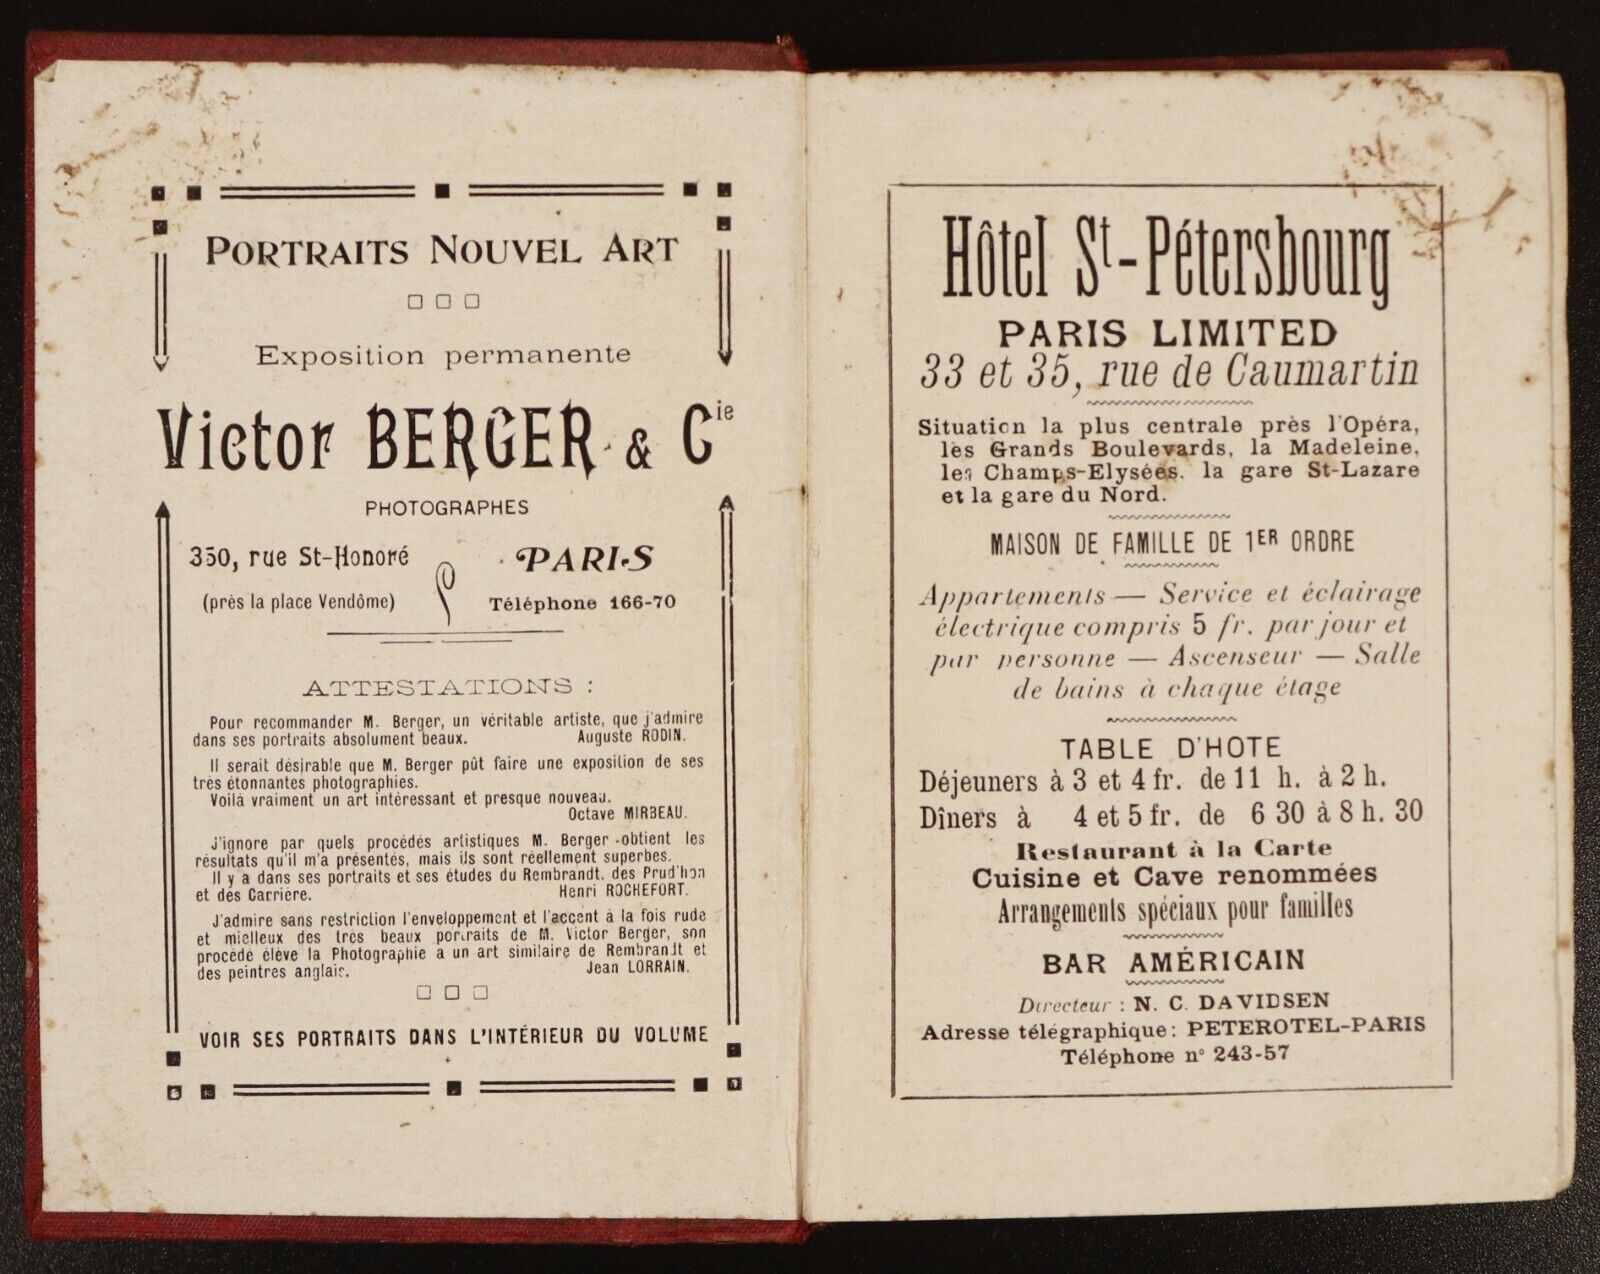 PORTRAITS NOUVEL ART
Exposition permanente
Victor BERGER & Cie
PHOTOGRAPHES
350, rue St-Honoré
(près la place Vendôme)
PARIS
Téléphone 166-70
ATTESTATIONS :
Pour recommander M. Berger, un véritable artiste, que j'admire
dans ses portraits absolument beaux. Auguste RODIN.
Il serait désirable que M. Berger pût faire une exposition de ses
très étonnantes photographies.
Voilà vraiment un art intéressant et presque nouveau.
Octave MIRBEAU.
J'ignore par quels procédés artistiques M. Berger obtient les
résultats qu'il m'a présentés, mais ils sont réellement superbes.
Il y a dans ses portraits et ses études du Rembrandt, des Prud'hon
et des Carrière. Henri ROCHEFORT.
J'admire sans restriction l'enveloppement et l'accent à la fois rude
et mielleux des très beaux portraits de M. Victor Berger, son
procédé élève la Photographie a un art similaire de Rembrandt et
des peintres anglais. Jean LORRAIN.
VOIR SES PORTRAITS DANS L'INTÉRIEUR DU VOLUME
Hôtel St-Pétersbourg
PARIS LIMITED
33 et 35, rue de Caumartin
Situation la plus centrale près l'Opéra,
les Grands Boulevards, la Madeleine,
les Champs-Elysées, la gare St-Lazare
et la gare du Nord.
MAISON DE FAMILLE DE 1ER ORDRE
Appartements — Service et éclairage
électrique compris 5 fr. par jour et
par personne — Ascenseur — Salle
de bains à chaque étage
TABLE D'HOTE
Déjeuners à 3 et 4 fr. de 11 h. à 2 h.
Dîners à 4 et 5 fr. de 6 30 à 8 h. 30
Restaurant à la Carte
Cuisine et Cave renommées
Arrangements spéciaux pour familles
BAR AMÉRICAIN
Directeur : N. C. DAVIDSEN
Adresse télégraphique: PETEROTEL-PARIS
Téléphone n° 243-57